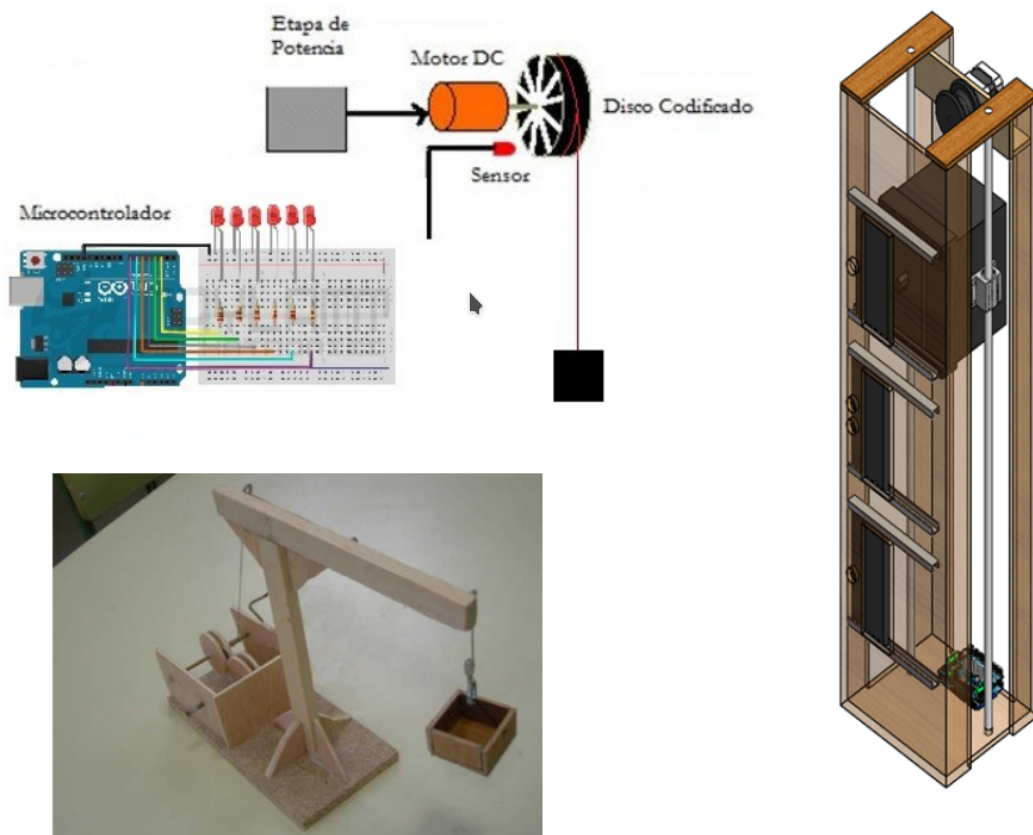 Etapa de
Potencia
Motor DC
Disco Codificado
Sensor
Microcontrolador